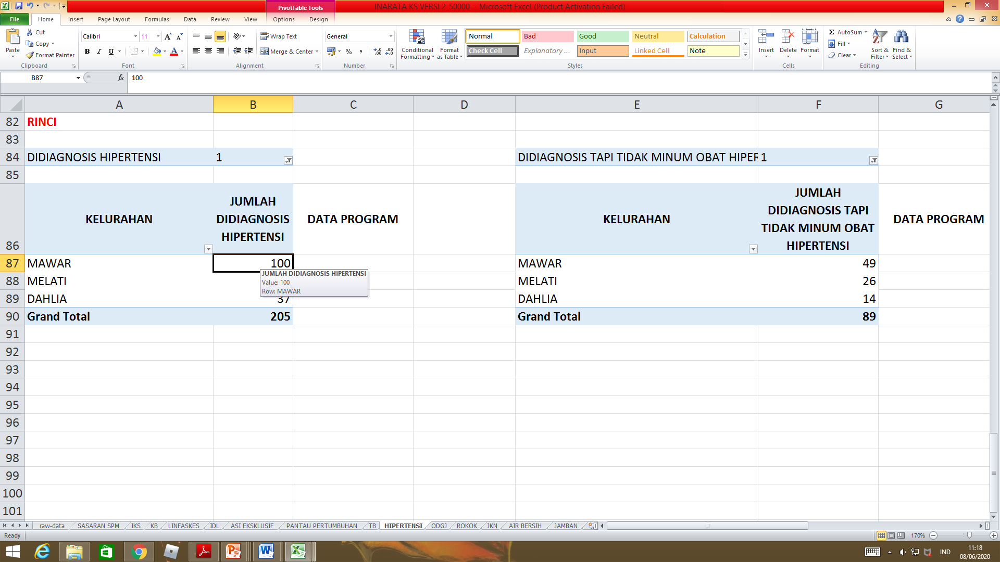 INARATA KS VERSI 2_50000 - Microsoft Excel (Product Activation Failed)
PivotTable Tools
File Home Insert Page Layout Formulas Data Review View Options Design
Paste
Cut
Copy
Format Painter
Clipboard
Calibri 11
B I U
Font
Wrap Text
Merge & Center
Alignment
General
% ,
Number
Conditional Formatting
Format as Table
Normal Bad Good Neutral Calculation
Check Cell Explanatory ... Input Linked Cell Note
Styles
Insert Delete Format
Cells
Σ AutoSum
Fill
Clear
Sort & Filter
Find & Select
Editing
B87 fx 100
A B C D E F G
82 RINCI
83
84 DIDIAGNOSIS HIPERTENSI 1 DIDIAGNOSIS TAPI TIDAK MINUM OBAT HIPER 1
85
86 KELURAHAN JUMLAH DIDIAGNOSIS HIPERTENSI DATA PROGRAM KELURAHAN JUMLAH DIDIAGNOSIS TAPI TIDAK MINUM OBAT HIPERTENSI DATA PROGRAM
87 MAWAR 100 MAWAR 49
JUMLAH DIDIAGNOSIS HIPERTENSI
Value: 100
Row: MAWAR
88 MELATI MELATI 26
89 DAHLIA 37 DAHLIA 14
90 Grand Total 205 Grand Total 89
91
92
93
94
95
96
97
98
99
100
101
raw-data SASARAN SPM IKS KB LINFASKES IDL ASI EKSKLUSIF PANTAU PERTUMBUHAN TB HIPERTENSI ODGJ ROKOK JKN AIR BERSIH JAMBAN
Ready 170%
IND
11:18
08/06/2020